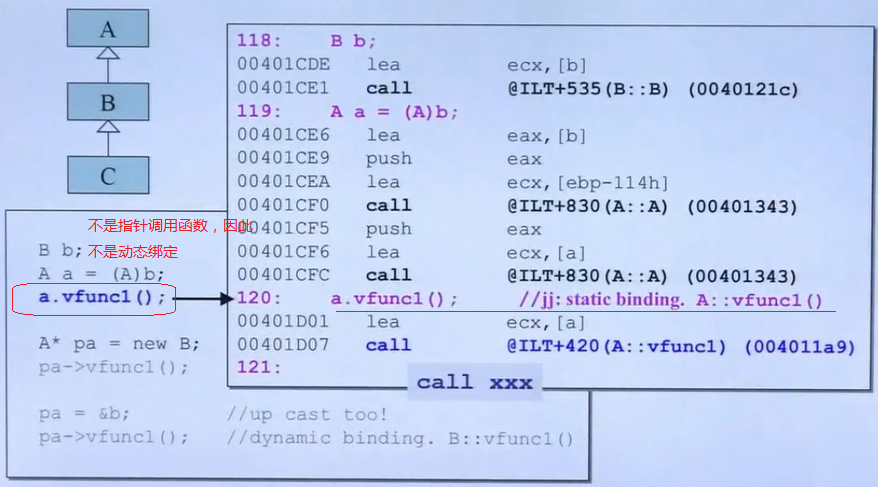 A
B
C
118: B b;
00401CDE lea ecx,[b]
00401CE1 call @ILT+535(B::B) (0040121c)
119: A a = (A)b;
00401CE6 lea eax,[b]
00401CE9 push eax
00401CEA lea ecx,[ebp-114h]
00401CF0 call @ILT+830(A::A) (00401343)
00401CF5 push eax
00401CF6 lea ecx,[a]
00401CFC call @ILT+830(A::A) (00401343)
120: a.vfunc1(); //jj: static binding. A::vfunc1()
00401D01 lea ecx,[a]
00401D07 call @ILT+420(A::vfunc1) (004011a9)
121:
call xxx
不是指针调用函数，因此
不是动态绑定
B b;
A a = (A)b;
a.vfunc1();
A* pa = new B;
pa->vfunc1();
pa = &b; //up cast too!
pa->vfunc1(); //dynamic binding. B::vfunc1()